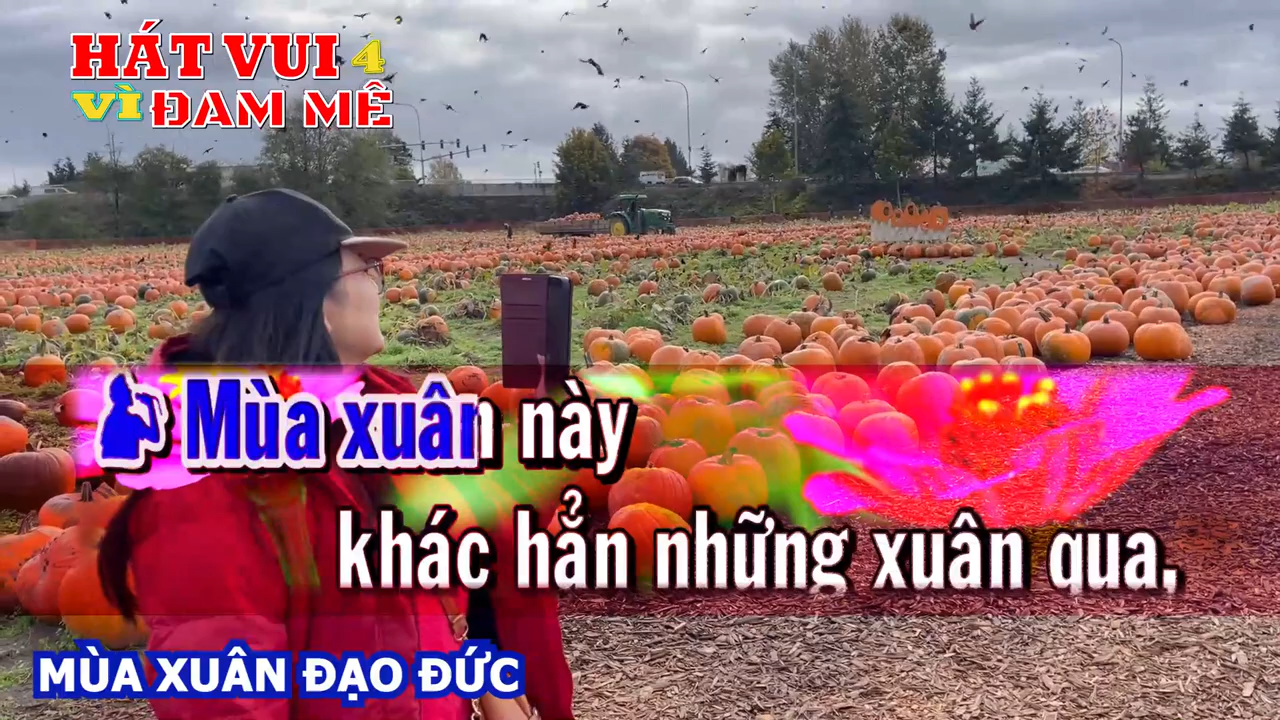 HÁT VUI 4
VÌ ĐAM MÊ
Mùa xuân này
khác hẳn những xuân qua,
MÙA XUÂN ĐẠO ĐỨC